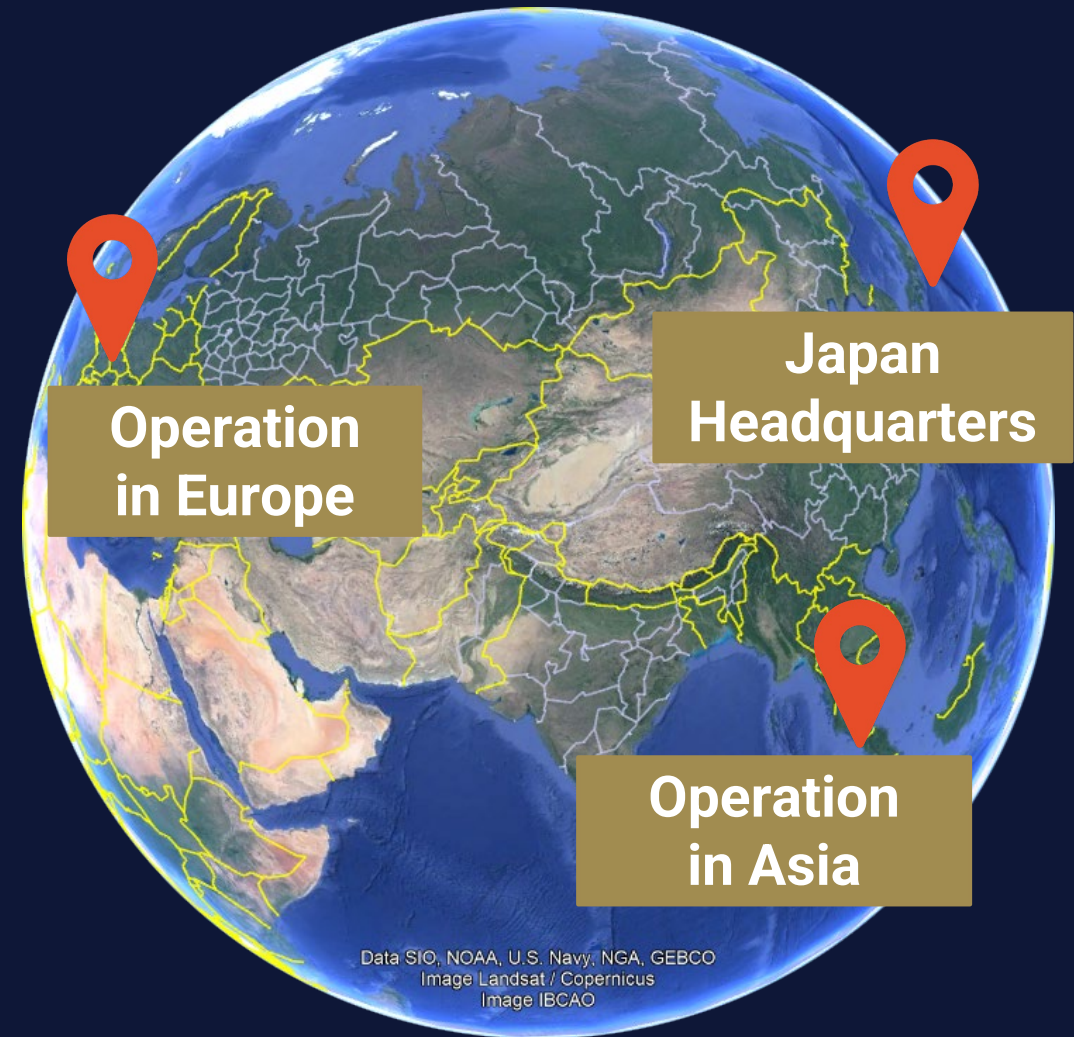 Japan
Headquarters
Operation
in Europe
Operation
in Asia
Data SIO, NOAA, U.S. Navy, NGA, GEBCO
Image Landsat / Copernicus
Image IBCAO